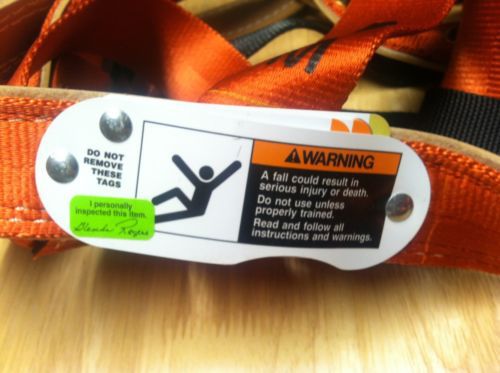 DO NOT
REMOVE
THESE
TAGS
I personally
inspected this item.
WARNING
A fall could result in
serious injury or death.
Do not use unless
properly trained.
Read and follow all
instructions and warnings.